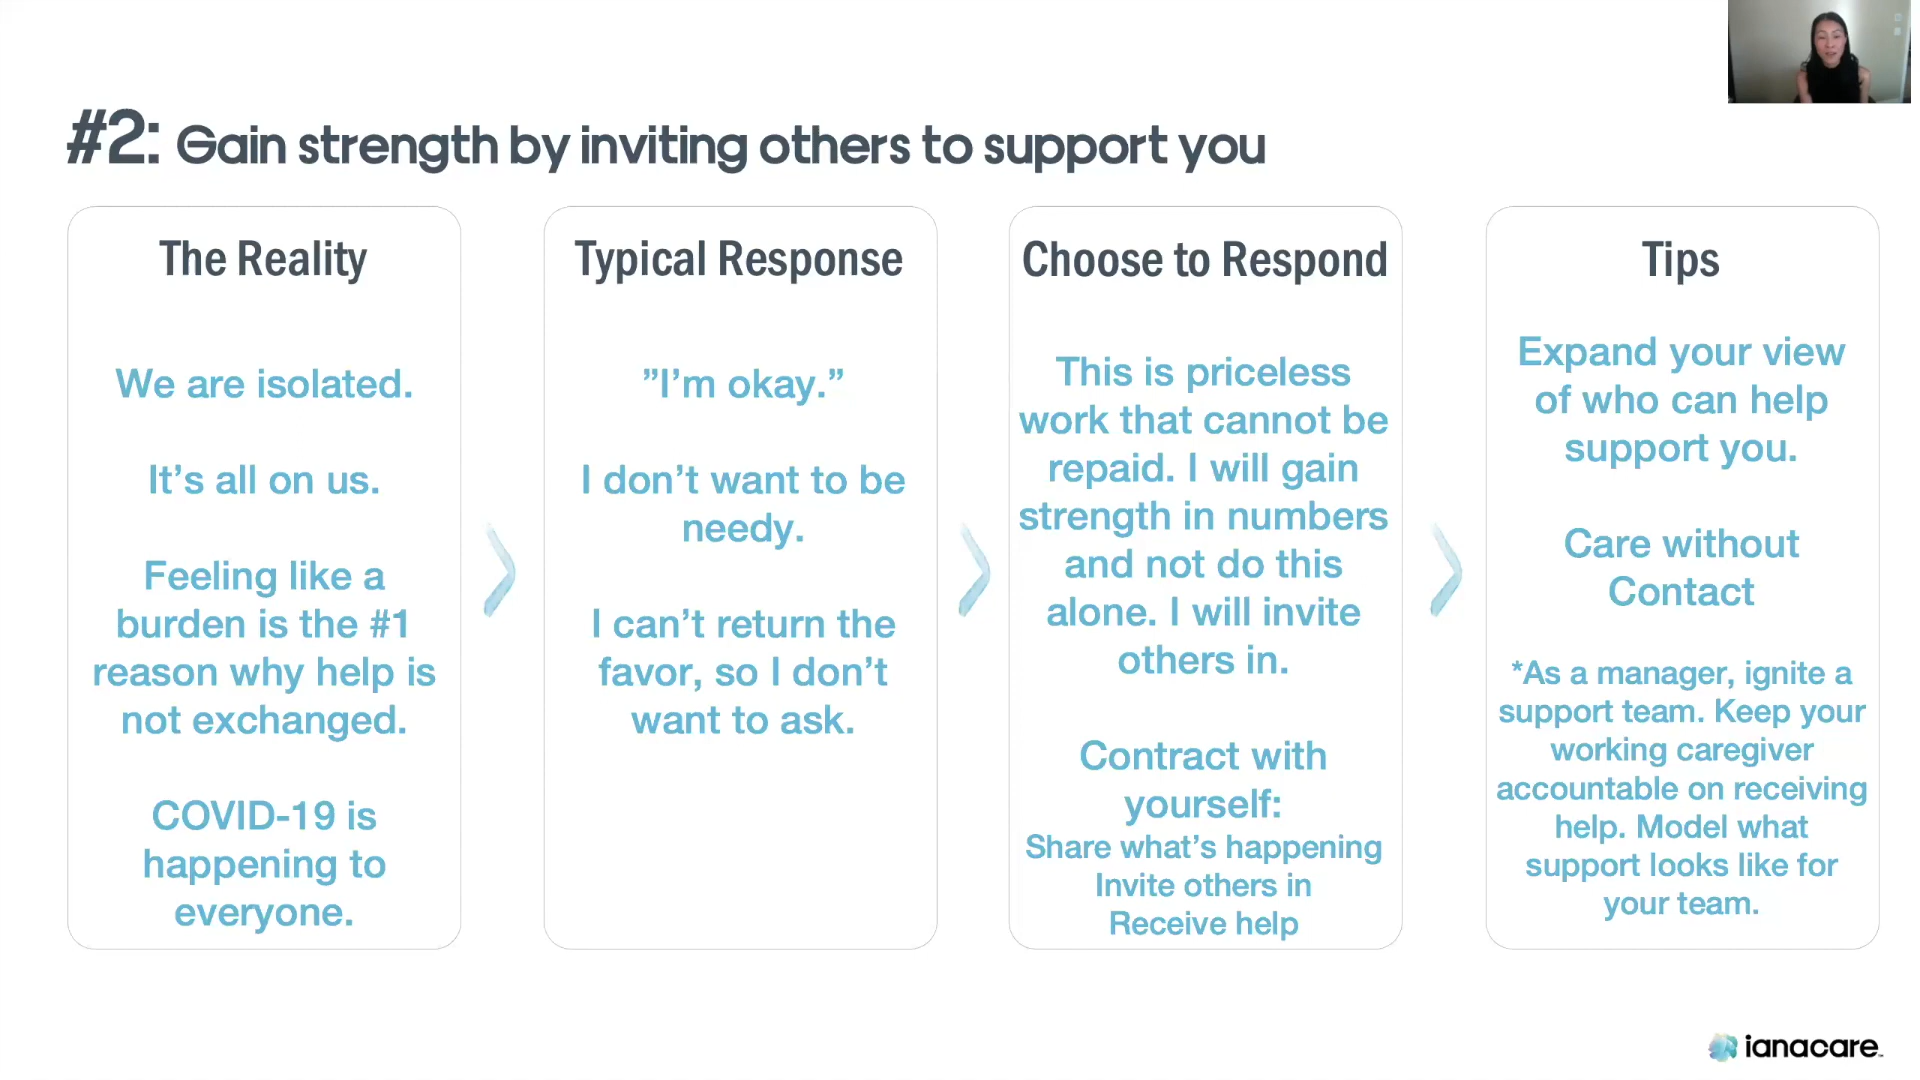 #2: Gain strength by inviting others to support you
The Reality
We are isolated.
It’s all on us.
Feeling like a
burden is the #1
reason why help is
not exchanged.
COVID-19 is
happening to
everyone.
Typical Response
”I’m okay.”
I don’t want to be
needy.
I can’t return the
favor, so I don’t
want to ask.
Choose to Respond
This is priceless
work that cannot be
repaid. I will gain
strength in numbers
and not do this
alone. I will invite
others in.
Contract with
yourself:
Share what’s happening
Invite others in
Receive help
Tips
Expand your view
of who can help
support you.
Care without
Contact
*As a manager, ignite a
support team. Keep your
working caregiver
accountable on receiving
help. Model what
support looks like for
your team.
ianacare